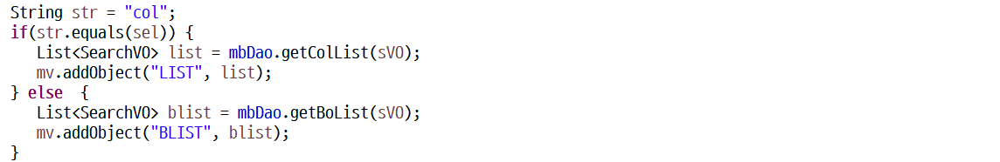 String str = "col";
if(str.equals(sel)) {
   List<SearchVO> list = mbDao.getColList(sVO);
   mv.addObject("LIST", list);
} else  {
   List<SearchVO> blist = mbDao.getBoList(sVO);
   mv.addObject("BLIST", blist);
}